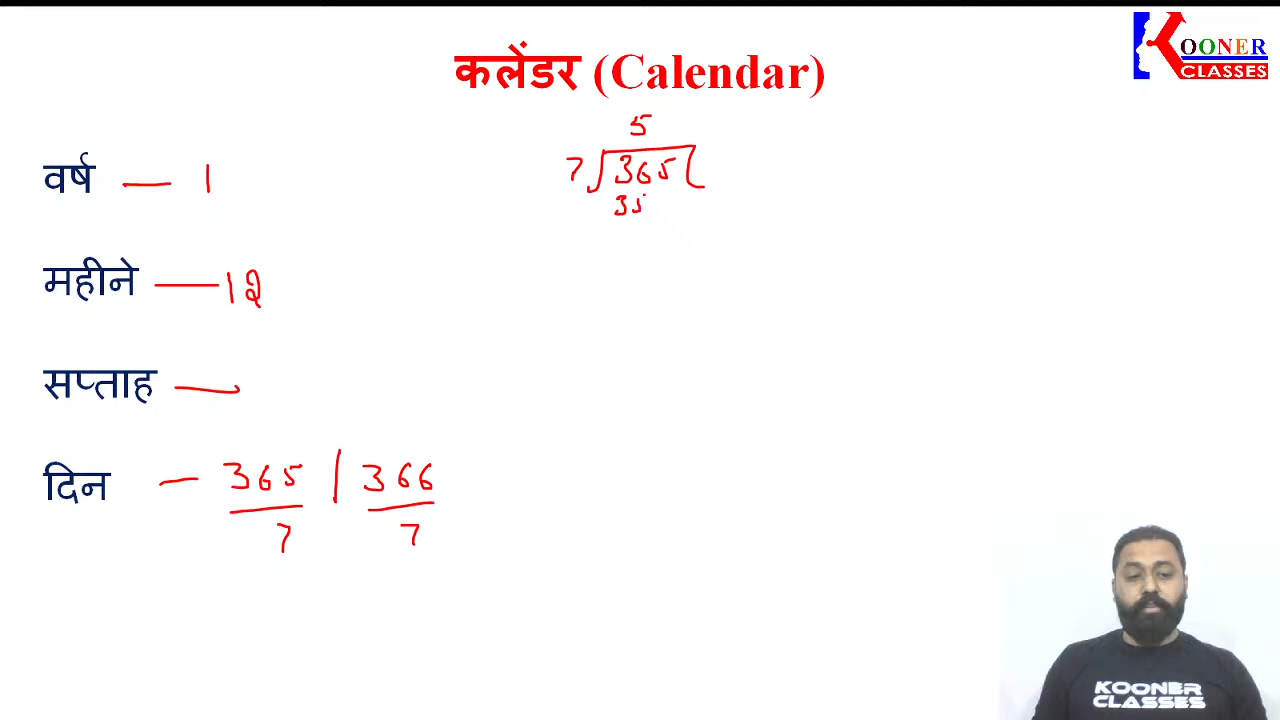 कलेंडर (Calendar)
KOONER
CLASSES
5
7 365
35
वर्ष — 1
महीने — 12
सप्ताह —
दिन — 365 | 366
7 7
KOONER
CLASSES